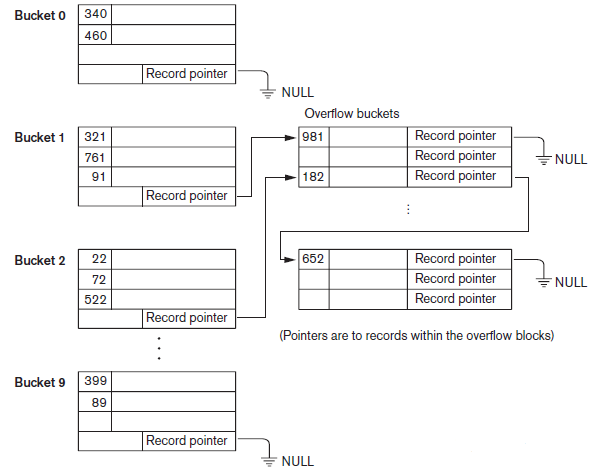 Bucket 0
340
460
Record pointer
NULL
Overflow buckets
Bucket 1
321
761
91
Record pointer
981
Record pointer
Record pointer
182
Record pointer
NULL
Bucket 2
22
72
522
Record pointer
652
Record pointer
Record pointer
Record pointer
NULL
(Pointers are to records within the overflow blocks)
Bucket 9
399
89
Record pointer
NULL